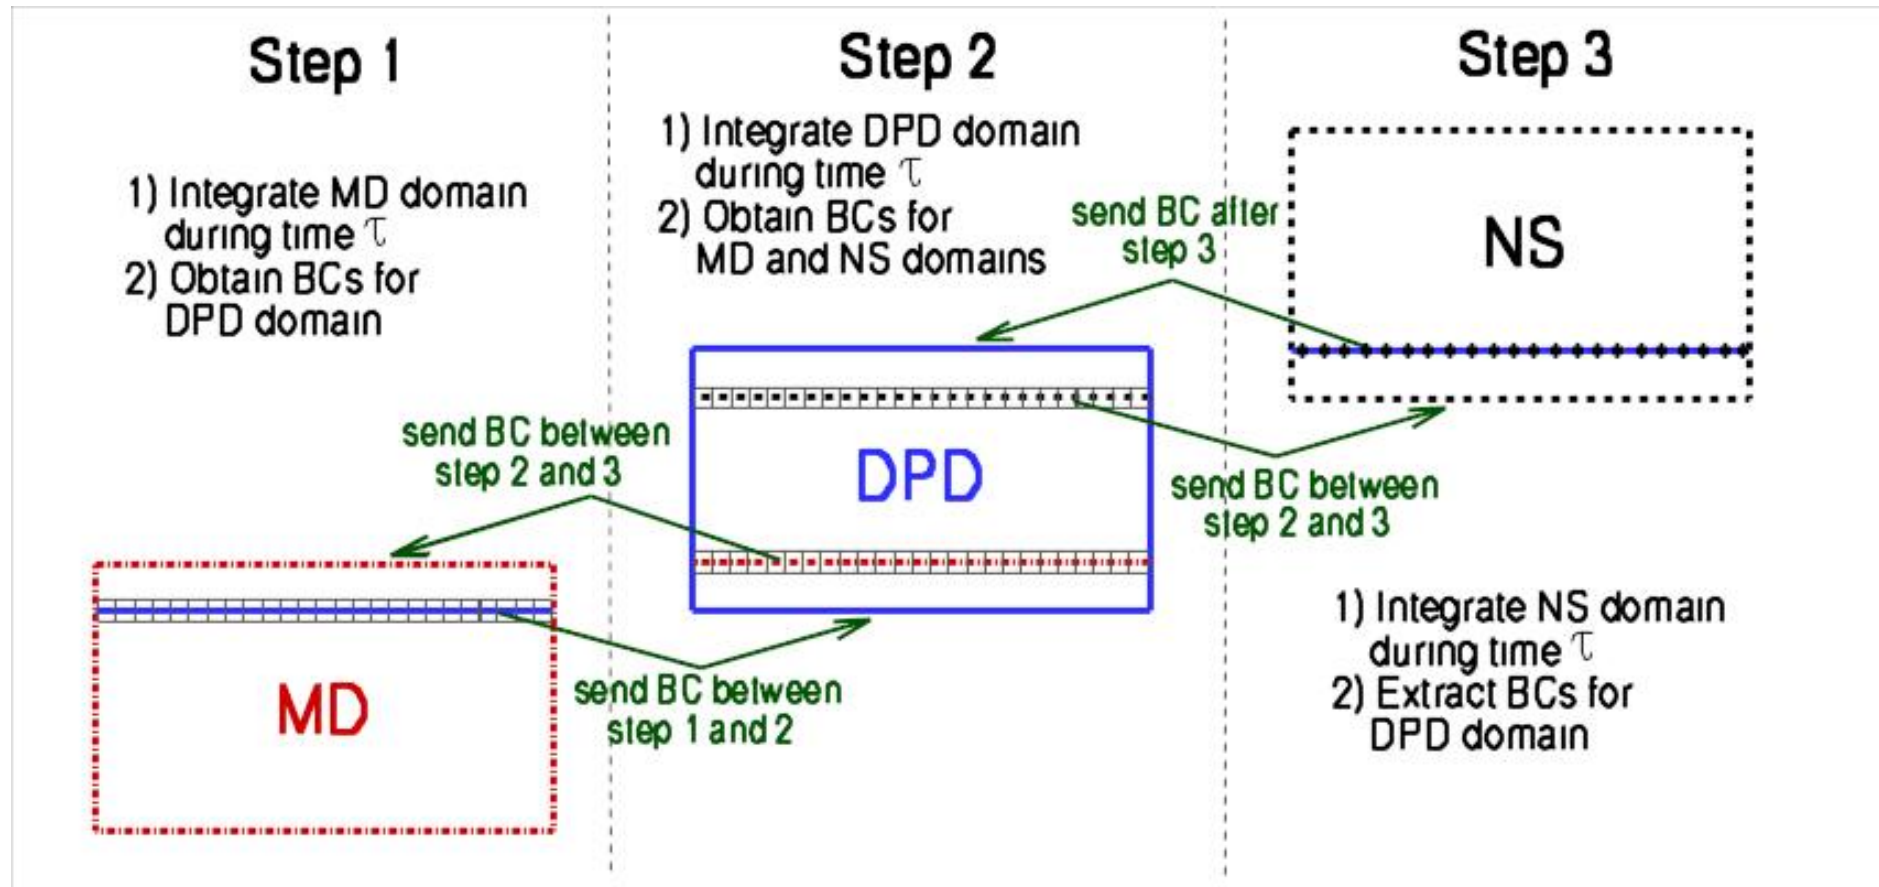 Step 1
1) Integrate MD domain
during time τ
2) Obtain BCs for
DPD domain
send BC between
step 2 and 3
MD
send BC between
step 1 and 2
Step 2
1) Integrate DPD domain
during time τ
2) Obtain BCs for
MD and NS domains
DPD
send BC after
step 3
send BC between
step 2 and 3
Step 3
NS
1) Integrate NS domain
during time τ
2) Extract BCs for
DPD domain